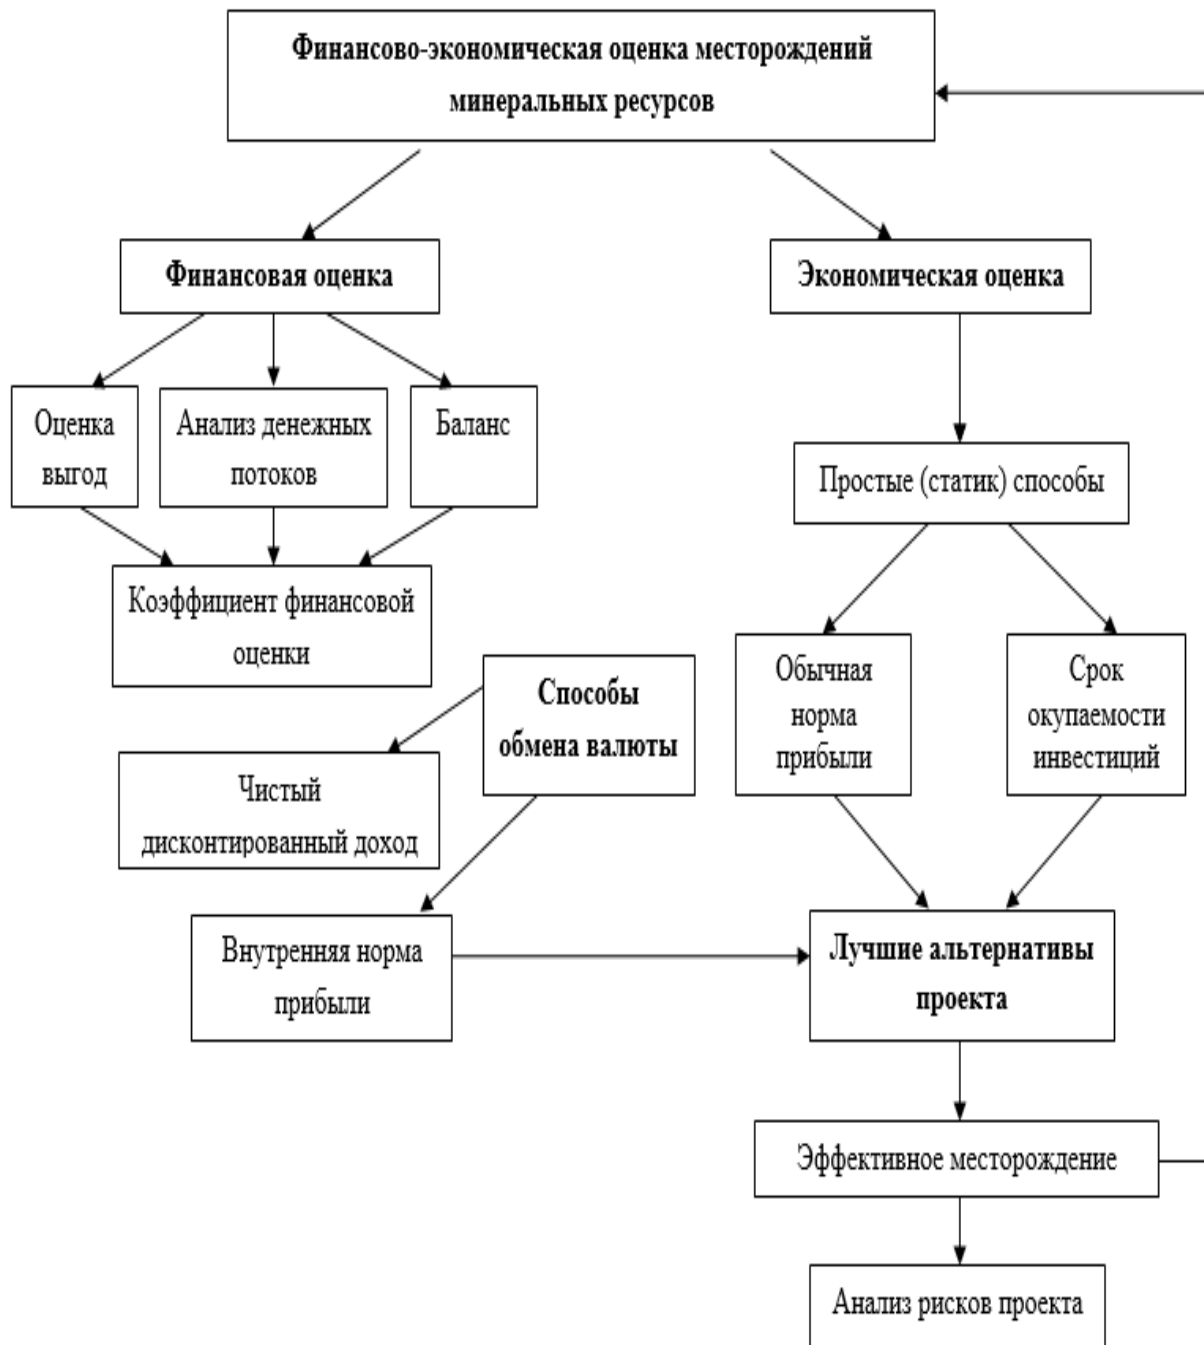 Финансово-экономическая оценка месторождений
минеральных ресурсов
Финансовая оценка
Экономическая оценка
Оценка
выгод
Анализ денежных
потоков
Баланс
Простые (статик) способы
Коэффициент финансовой
оценки
Способы
обмена валюты
Обычная
норма
прибыли
Срок
окупаемости
инвестиций
Чистый
дисконтированный доход
Внутренняя норма
прибыли
Лучшие альтернативы
проекта
Эффективное месторождение
Анализ рисков проекта